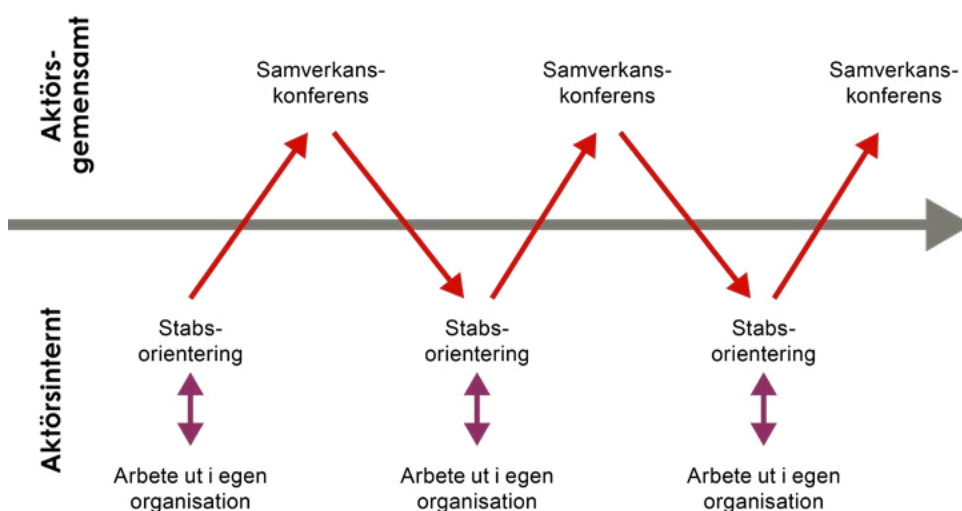 Aktörs-
gemensamt
Samverkans-
konferens
Samverkans-
konferens
Samverkans-
konferens
Aktörsinternt
Stabs-
orientering
Stabs-
orientering
Stabs-
orientering
Arbete ut i egen
organisation
Arbete ut i egen
organisation
Arbete ut i egen
organisation